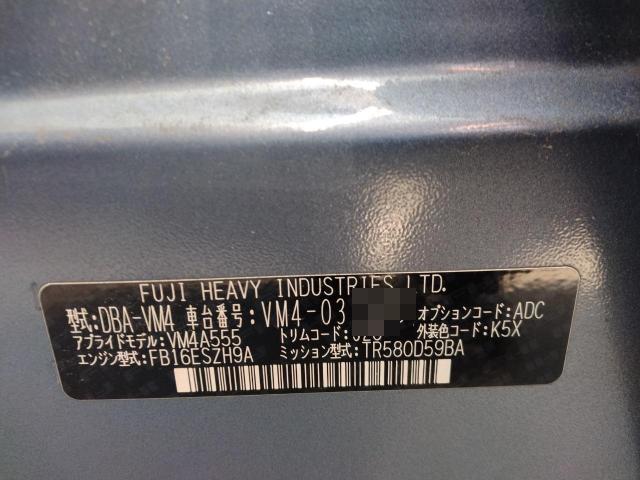 FUJI HEAVY INDUSTRIES LTD.
型式:DBA-VM4 車台番号:VM4-03 オプションコード:ADC
アプライドモデル:VM4A555 トリムコード: 外装色コード:K5X
エンジン型式:FB16ESZH9A ミッション型式:TR580D59BA